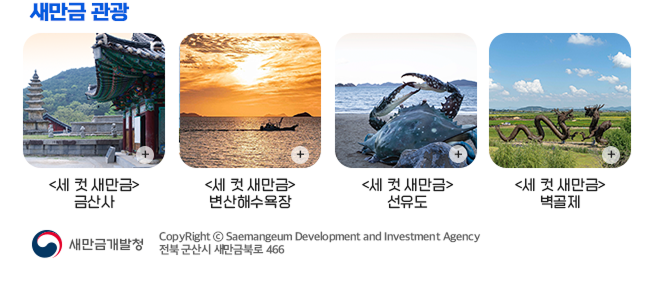 새만금 관광
<세 컷 새만금>
금산사
<세 컷 새만금>
변산해수욕장
<세 컷 새만금>
선유도
<세 컷 새만금>
벽골제
새만금개발청
CopyRight ⓒ Saemangeum Development and Investment Agency
전북 군산시 새만금북로 466